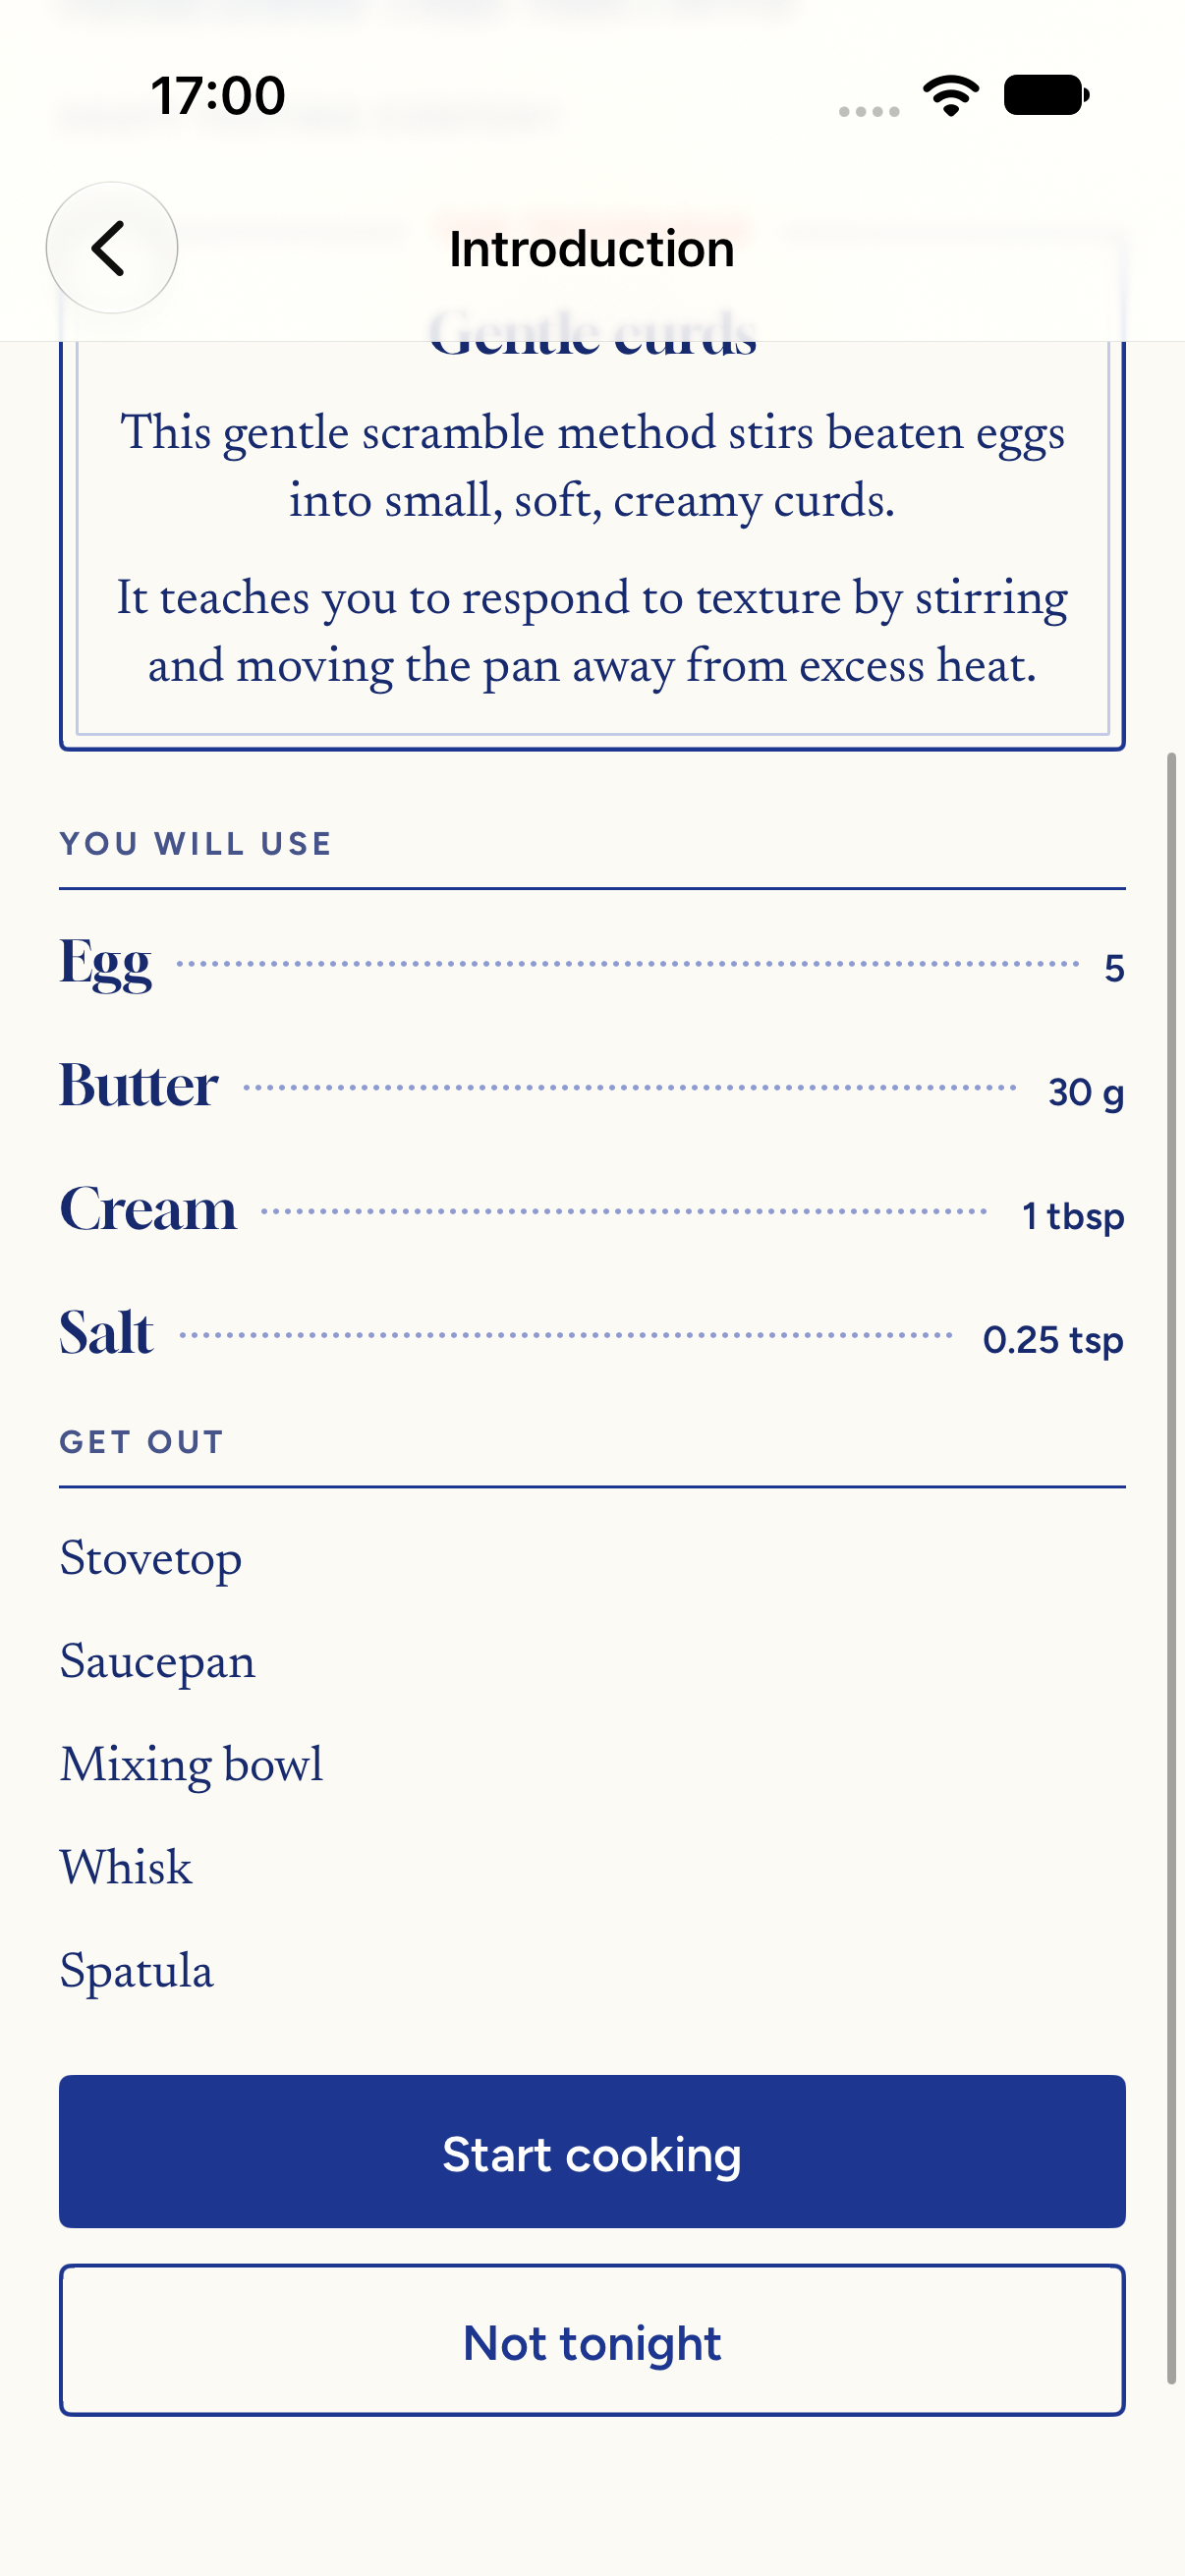 17:00
Introduction
Gentle curds
This gentle scramble method stirs beaten eggs
into small, soft, creamy curds.
It teaches you to respond to texture by stirring
and moving the pan away from excess heat.
YOU WILL USE
Egg 5
Butter 30 g
Cream 1 tbsp
Salt 0.25 tsp
GET OUT
Stovetop
Saucepan
Mixing bowl
Whisk
Spatula
Start cooking
Not tonight